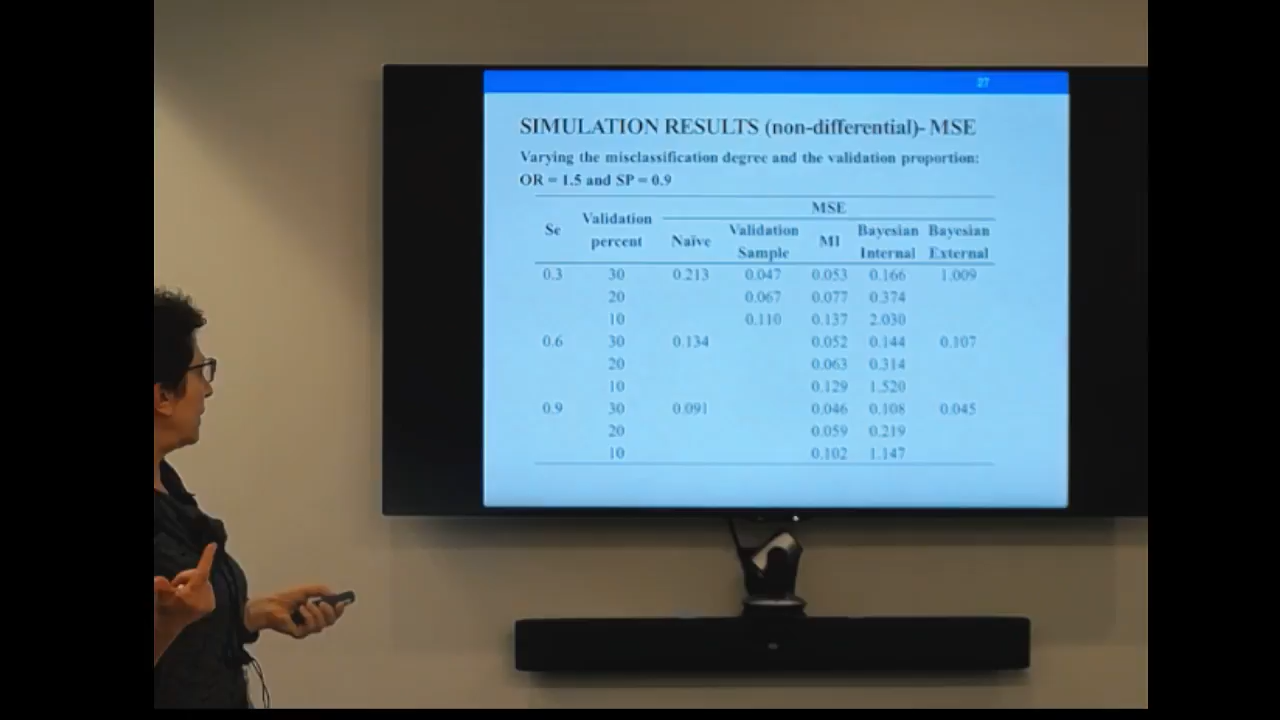 27
SIMULATION RESULTS (non-differential)- MSE
Varying the misclassification degree and the validation proportion:
OR = 1.5 and SP = 0.9
MSE
Se Validation percent Naïve Validation Sample MI Bayesian Internal Bayesian External
0.3 30 0.213 0.047 0.053 0.166 1.009
20 0.067 0.077 0.374
10 0.110 0.137 2.030
0.6 30 0.134 0.052 0.144 0.107
20 0.063 0.314
10 0.129 1.520
0.9 30 0.091 0.046 0.108 0.045
20 0.059 0.219
10 0.102 1.147